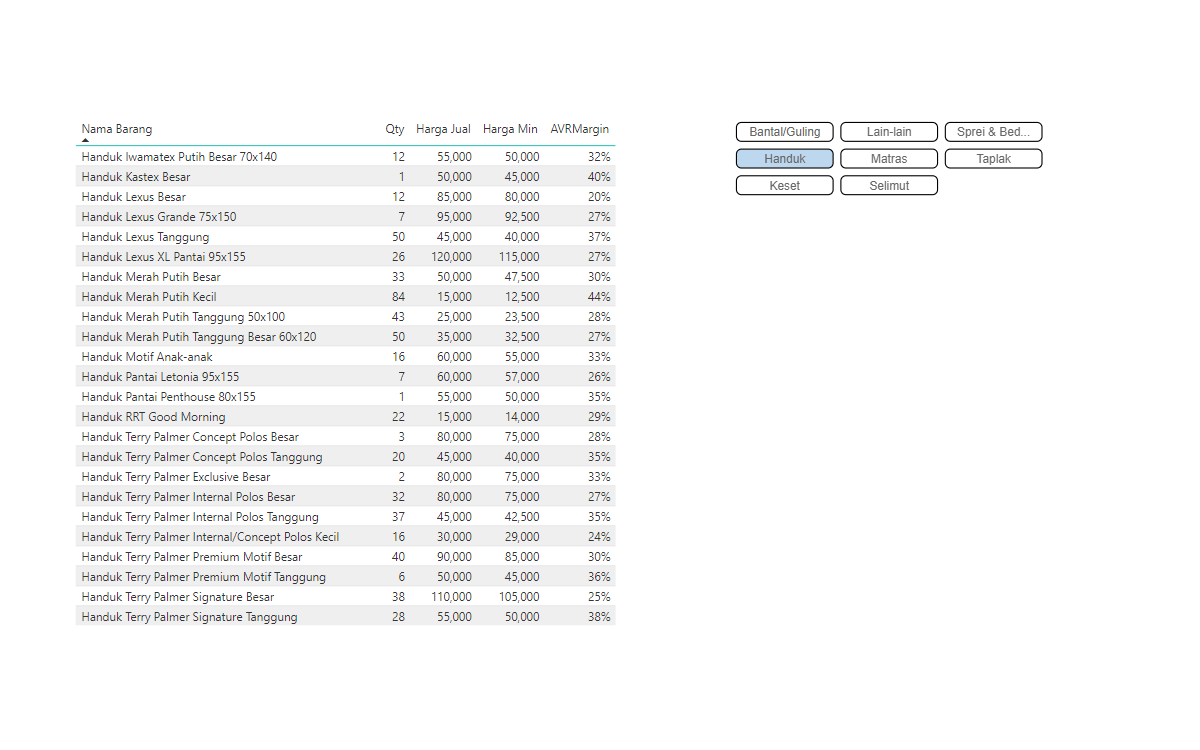 Nama Barang Qty Harga Jual Harga Min AVRMargin
Handuk Iwamatex Putih Besar 70x140 12 55,000 50,000 32%
Handuk Kastex Besar 1 50,000 45,000 40%
Handuk Lexus Besar 12 85,000 80,000 20%
Handuk Lexus Grande 75x150 7 95,000 92,500 27%
Handuk Lexus Tanggung 50 45,000 40,000 37%
Handuk Lexus XL Pantai 95x155 26 120,000 115,000 27%
Handuk Merah Putih Besar 33 50,000 47,500 30%
Handuk Merah Putih Kecil 84 15,000 12,500 44%
Handuk Merah Putih Tanggung 50x100 43 25,000 23,500 28%
Handuk Merah Putih Tanggung Besar 60x120 50 35,000 32,500 27%
Handuk Motif Anak-anak 16 60,000 55,000 33%
Handuk Pantai Letonia 95x155 7 60,000 57,000 26%
Handuk Pantai Penthouse 80x155 1 55,000 50,000 35%
Handuk RRT Good Morning 22 15,000 14,000 29%
Handuk Terry Palmer Concept Polos Besar 3 80,000 75,000 28%
Handuk Terry Palmer Concept Polos Tanggung 20 45,000 40,000 35%
Handuk Terry Palmer Exclusive Besar 2 80,000 75,000 33%
Handuk Terry Palmer Internal Polos Besar 32 80,000 75,000 27%
Handuk Terry Palmer Internal Polos Tanggung 37 45,000 42,500 35%
Handuk Terry Palmer Internal/Concept Polos Kecil 16 30,000 29,000 24%
Handuk Terry Palmer Premium Motif Besar 40 90,000 85,000 30%
Handuk Terry Palmer Premium Motif Tanggung 6 50,000 45,000 36%
Handuk Terry Palmer Signature Besar 38 110,000 105,000 25%
Handuk Terry Palmer Signature Tanggung 28 55,000 50,000 38%
Bantal/Guling Lain-lain Sprei & Bed...
Handuk Matras Taplak
Keset Selimut